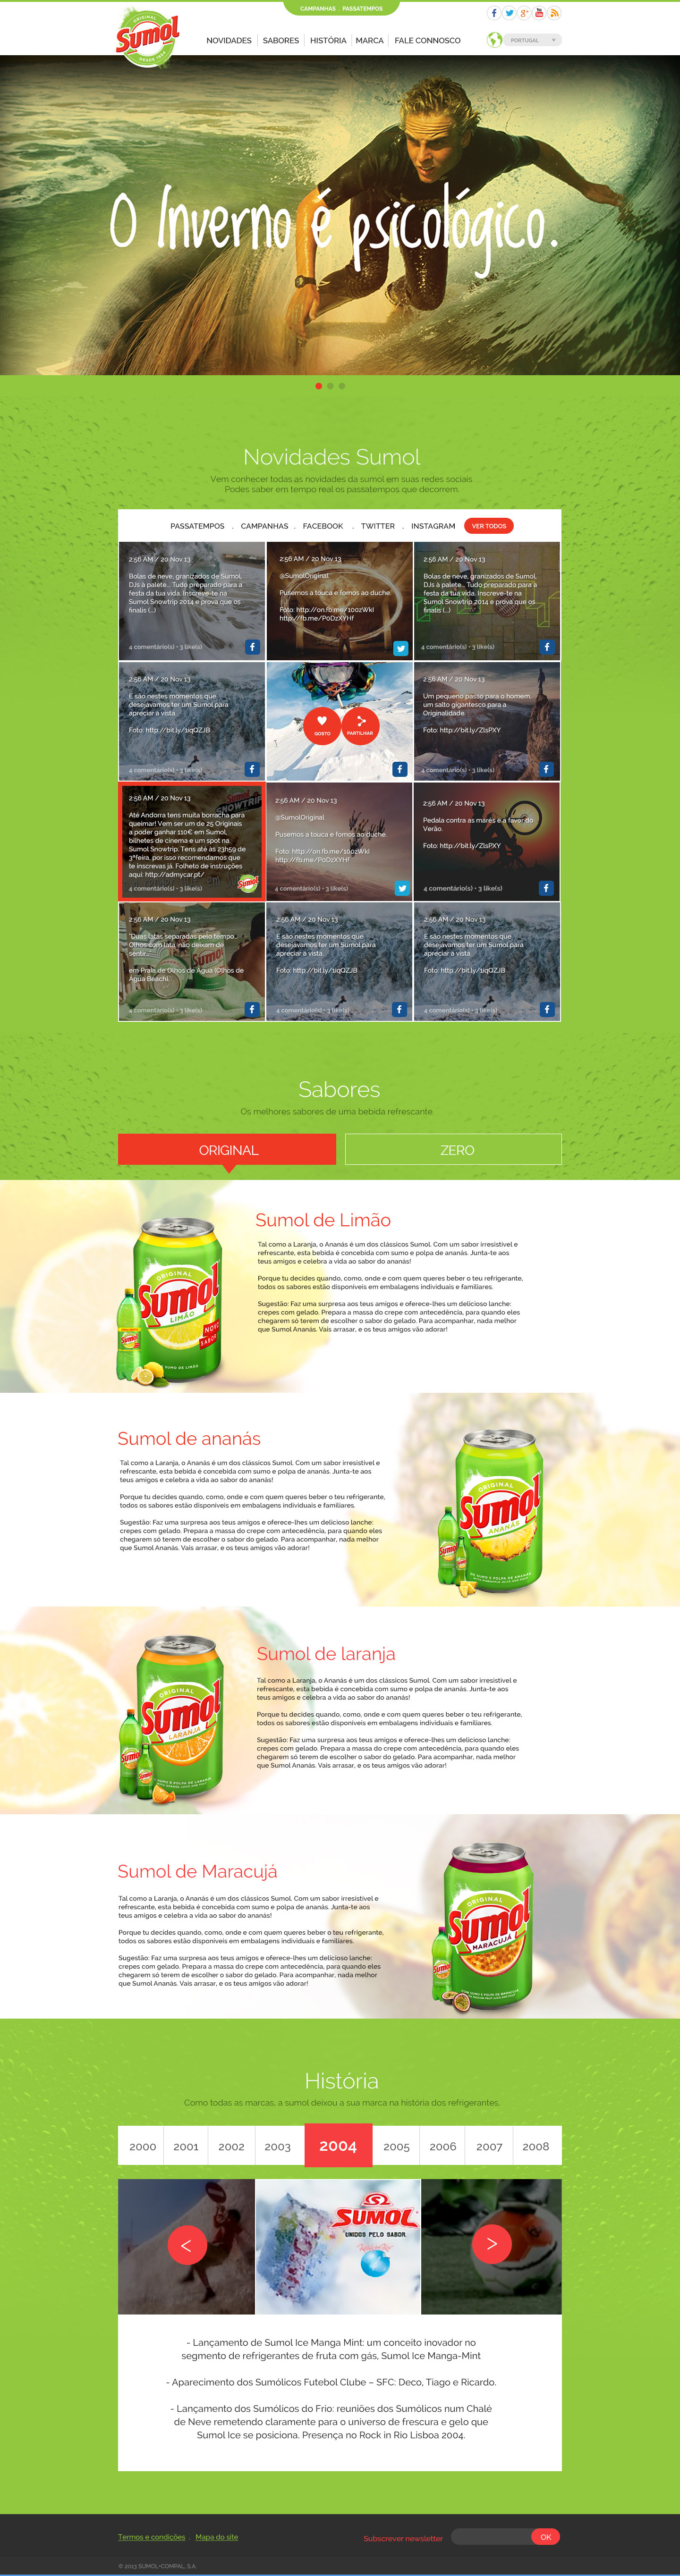 CAMPANHAS . PASSATEMPOS
ORIGINAL
Sumol
DESDE 1954
NOVIDADES
SABORES
HISTÓRIA
MARCA
FALE CONNOSCO
PORTUGAL
O Inverno é psicológico.
Novidades Sumol
Vem conhecer todas as novidades da sumol em suas redes sociais.
Podes saber em tempo real os passatempos que decorrem.
PASSATEMPOS . CAMPANHAS . FACEBOOK . TWITTER . INSTAGRAM
VER TODOS
2:56 AM / 20 Nov 13
Bolas de neve, granizados de Sumol,
DJs à palete... Tudo preparado para a
festa da tua vida. Inscreve-te na
Sumol Snowtrip 2014 e prova que os
finalis (...)
4 comentário(s) • 3 like(s)
2:56 AM / 20 Nov 13
@SumolOriginal
Pusemos a touca e fomos ao duche.
Foto: http://on.fb.me/100zWkI
http://fb.me/PoDzXYHf
2:56 AM / 20 Nov 13
Bolas de neve, granizados de Sumol,
DJs à palete... Tudo preparado para a
festa da tua vida. Inscreve-te na
Sumol Snowtrip 2014 e prova que os
finalis (...)
4 comentário(s) • 3 like(s)
2:56 AM / 20 Nov 13
E são nestes momentos que
desejávamos ter um Sumol para
apreciar a vista.
Foto: http://bit.ly/1iqQZJB
4 comentário(s) • 3 like(s)
GOSTO
PARTILHAR
2:56 AM / 20 Nov 13
Um pequeno passo para o homem,
um salto gigantesco para a
Originalidade.
Foto: http://bit.ly/ZlsPXY
4 comentário(s) • 3 like(s)
2:56 AM / 20 Nov 13
Até Andorra tens muita borracha para
queimar! Vem ser um de 25 Originais
a poder ganhar 110€ em Sumol,
bilhetes de cinema e um spot na
Sumol Snowtrip. Tens até às 23h59 de
3ªfeira, por isso recomendamos que
te inscrevas já. Folheto de instruções
aqui: http://admycar.pt/
4 comentário(s) • 3 like(s)
Sumol
2:56 AM / 20 Nov 13
@SumolOriginal
Pusemos a touca e fomos ao duche.
Foto: http://on.fb.me/100zWkI
http://fb.me/PoDzXYHf
4 comentário(s) • 3 like(s)
2:56 AM / 20 Nov 13
Pedala contra as marés e a favor do
Verão.
Foto: http://bit.ly/ZlsPXY
4 comentário(s) • 3 like(s)
2:56 AM / 20 Nov 13
"Duas latas separadas pelo tempo...
Olhos com lata não deixam de
sentir..."
em Praia de Olhos de Água (Olhos de
Água Beach).
4 comentário(s) • 3 like(s)
2:56 AM / 20 Nov 13
E são nestes momentos que
desejávamos ter um Sumol para
apreciar a vista.
Foto: http://bit.ly/1iqQZJB
4 comentário(s) • 3 like(s)
2:56 AM / 20 Nov 13
E são nestes momentos que
desejávamos ter um Sumol para
apreciar a vista.
Foto: http://bit.ly/1iqQZJB
4 comentário(s) • 3 like(s)
Sabores
Os melhores sabores de uma bebida refrescante.
ORIGINAL
ZERO
Sumol de Limão
Tal como a Laranja, o Ananás é um dos clássicos Sumol. Com um sabor irresistível e
refrescante, esta bebida é concebida com sumo e polpa de ananás. Junta-te aos
teus amigos e celebra a vida ao sabor do ananás!
Porque tu decides quando, como, onde e com quem queres beber o teu refrigerante,
todos os sabores estão disponíveis em embalagens individuais e familiares.
Sugestão: Faz uma surpresa aos teus amigos e oferece-lhes um delicioso lanche:
crepes com gelado. Prepara a massa do crepe com antecedência, para quando eles
chegarem só terem de escolher o sabor do gelado. Para acompanhar, nada melhor
que Sumol Ananás. Vais arrasar, e os teus amigos vão adorar!
ORIGINAL
Sumol
LIMÃO
NOVO
SABOR
Sumol de ananás
Tal como a Laranja, o Ananás é um dos clássicos Sumol. Com um sabor irresistível e
refrescante, esta bebida é concebida com sumo e polpa de ananás. Junta-te aos
teus amigos e celebra a vida ao sabor do ananás!
Porque tu decides quando, como, onde e com quem queres beber o teu refrigerante,
todos os sabores estão disponíveis em embalagens individuais e familiares.
Sugestão: Faz uma surpresa aos teus amigos e oferece-lhes um delicioso lanche:
crepes com gelado. Prepara a massa do crepe com antecedência, para quando eles
chegarem só terem de escolher o sabor do gelado. Para acompanhar, nada melhor
que Sumol Ananás. Vais arrasar, e os teus amigos vão adorar!
ORIGINAL
Sumol
ANANÁS
Sumol de laranja
Tal como a Laranja, o Ananás é um dos clássicos Sumol. Com um sabor irresistível e
refrescante, esta bebida é concebida com sumo e polpa de ananás. Junta-te aos
teus amigos e celebra a vida ao sabor do ananás!
Porque tu decides quando, como, onde e com quem queres beber o teu refrigerante,
todos os sabores estão disponíveis em embalagens individuais e familiares.
Sugestão: Faz uma surpresa aos teus amigos e oferece-lhes um delicioso lanche:
crepes com gelado. Prepara a massa do crepe com antecedência, para quando eles
chegarem só terem de escolher o sabor do gelado. Para acompanhar, nada melhor
que Sumol Ananás. Vais arrasar, e os teus amigos vão adorar!
ORIGINAL
Sumol
LARANJA
Sumol de Maracujá
Tal como a Laranja, o Ananás é um dos clássicos Sumol. Com um sabor irresistível e
refrescante, esta bebida é concebida com sumo e polpa de ananás. Junta-te aos
teus amigos e celebra a vida ao sabor do ananás!
Porque tu decides quando, como, onde e com quem queres beber o teu refrigerante,
todos os sabores estão disponíveis em embalagens individuais e familiares.
Sugestão: Faz uma surpresa aos teus amigos e oferece-lhes um delicioso lanche:
crepes com gelado. Prepara a massa do crepe com antecedência, para quando eles
chegarem só terem de escolher o sabor do gelado. Para acompanhar, nada melhor
que Sumol Ananás. Vais arrasar, e os teus amigos vão adorar!
ORIGINAL
Sumol
MARACUJÁ
História
Como todas as marcas, a sumol deixou a sua marca na história dos refrigerantes.
2000 2001 2002 2003 2004 2005 2006 2007 2008
<
SUMOL
UNIDOS PELO SABOR
>
- Lançamento de Sumol Ice Manga Mint: um conceito inovador no
segmento de refrigerantes de fruta com gás, Sumol Ice Manga-Mint
- Aparecimento dos Sumólicos Futebol Clube – SFC: Deco, Tiago e Ricardo.
- Lançamento dos Sumólicos do Frio: reuniões dos Sumólicos num Chalé
de Neve remetendo claramente para o universo de frescura e gelo que
Sumol Ice se posiciona. Presença no Rock in Rio Lisboa 2004.
Termos e condições . Mapa do site
Subscrever newsletter
OK
© 2013 SUMOL+COMPAL, S.A.